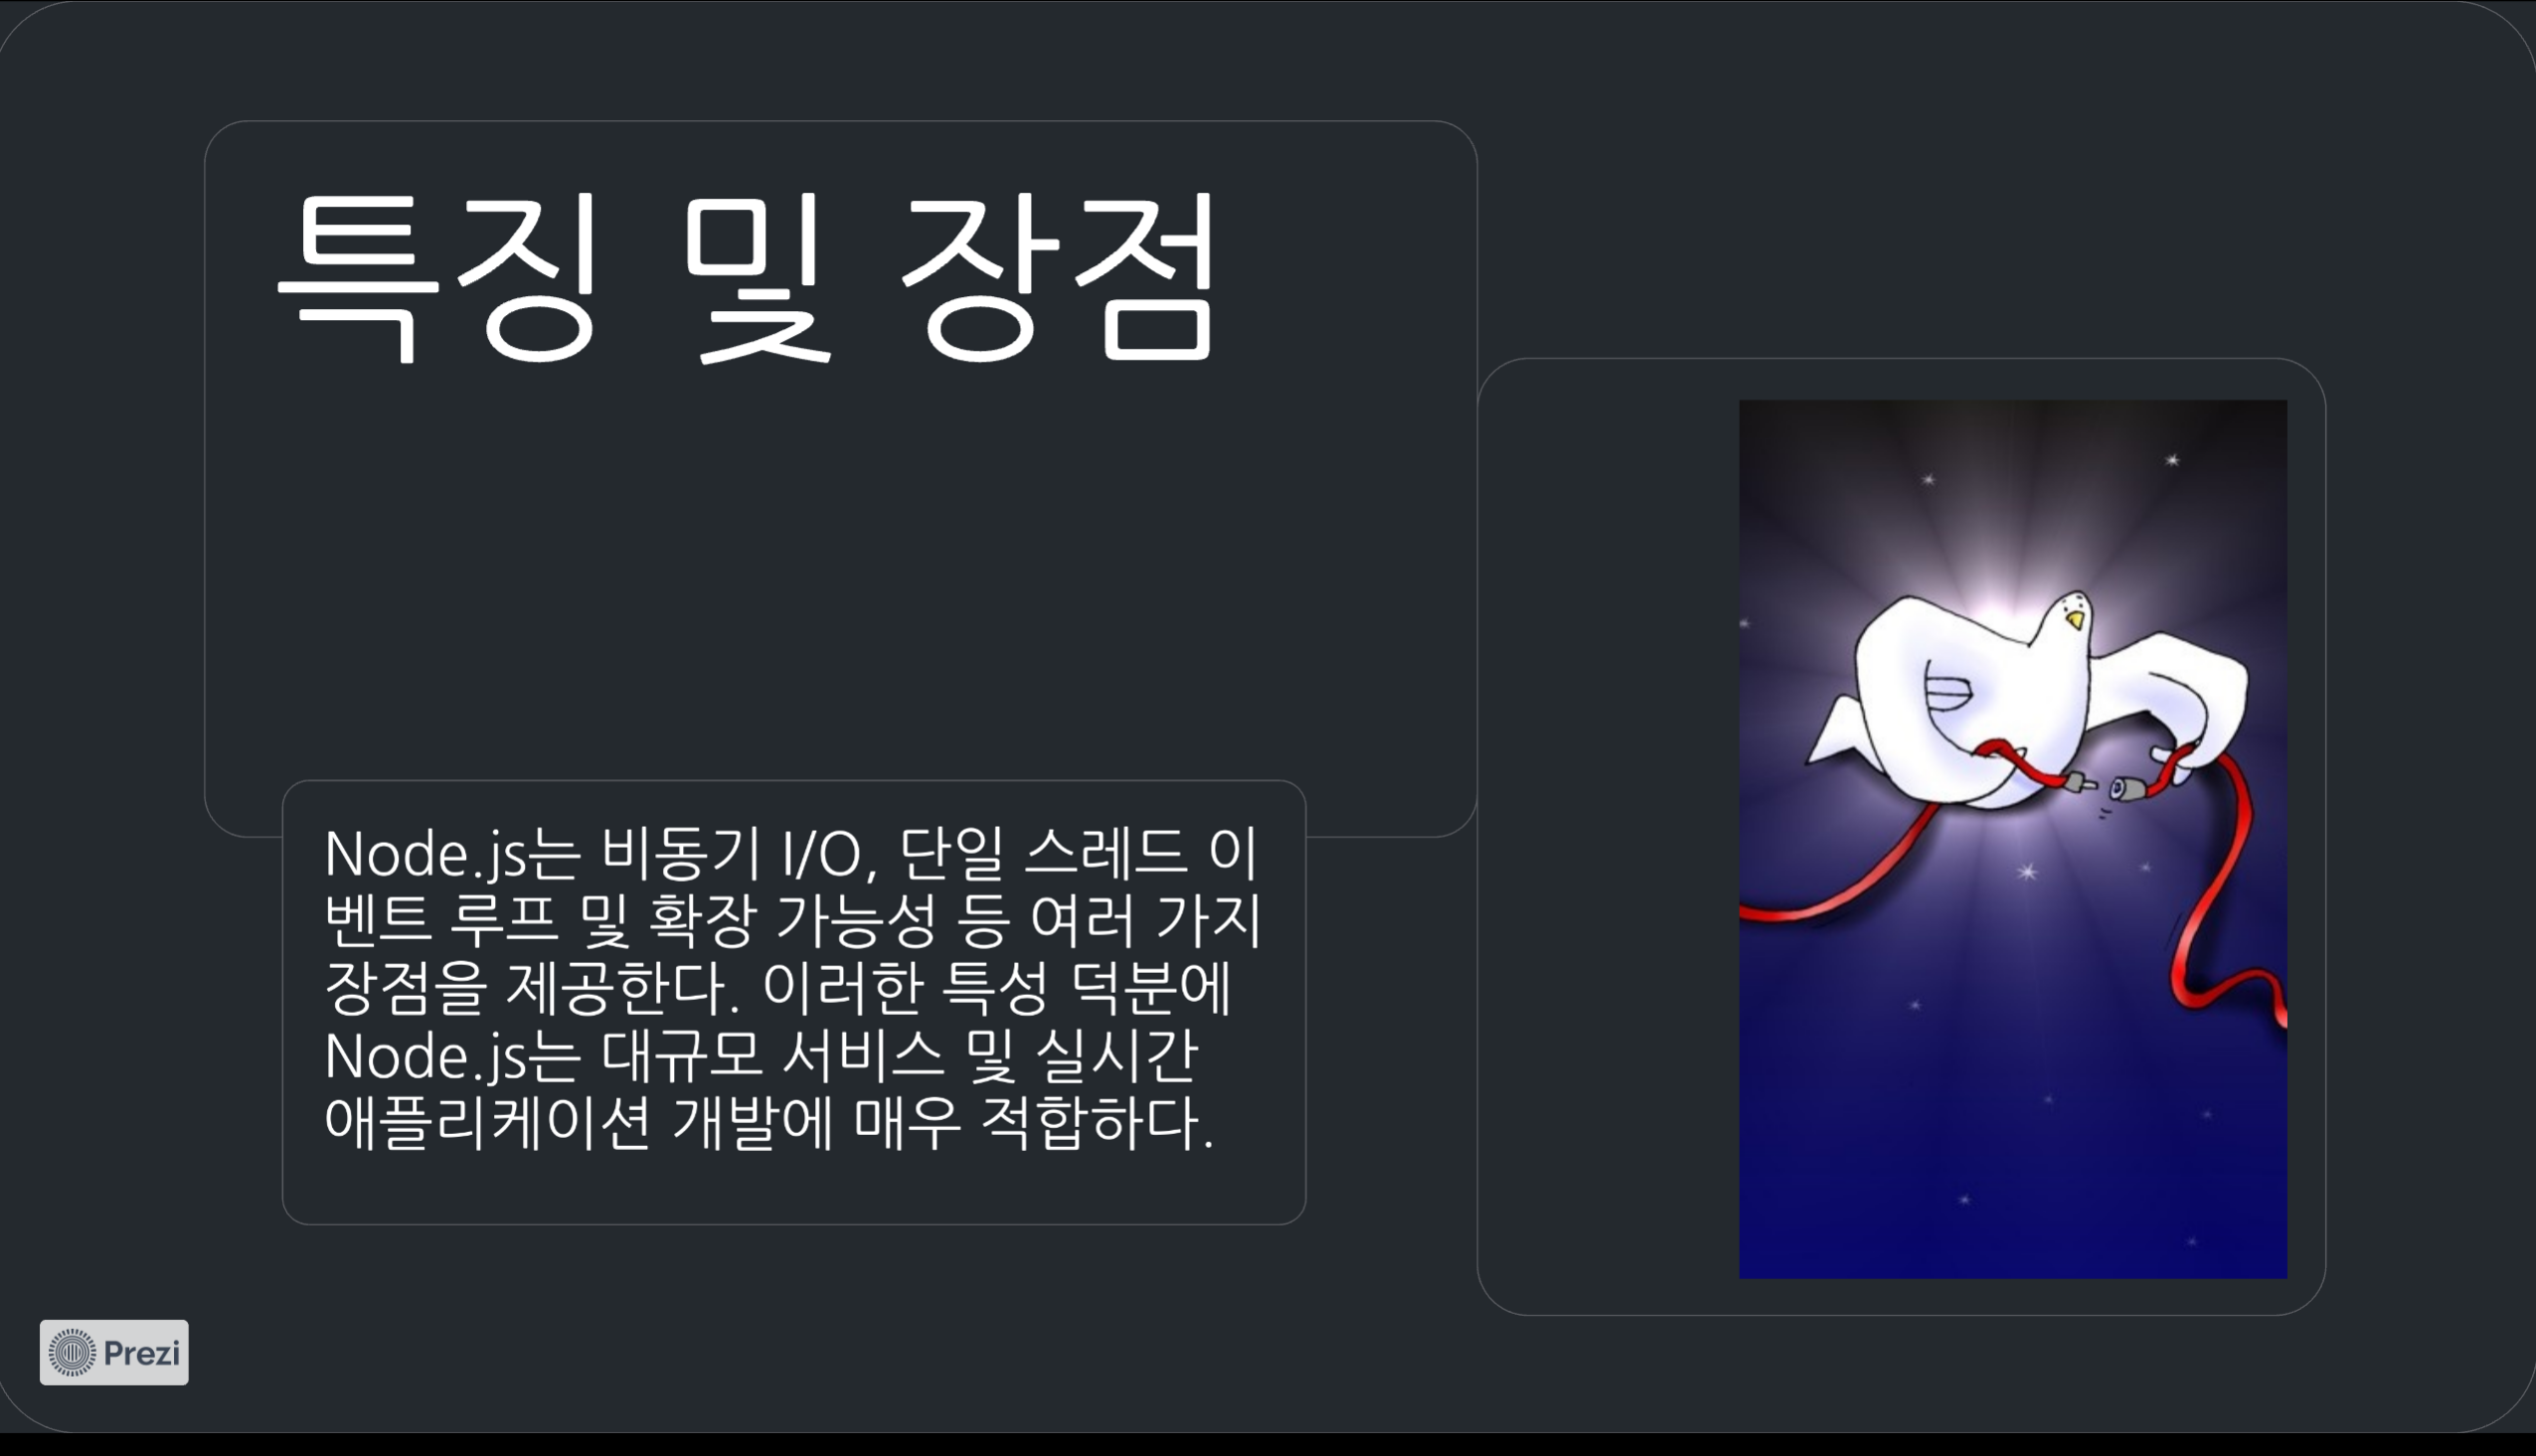 특징 및 장점
Node.js는 비동기 I/O, 단일 스레드 이
벤트 루프 및 확장 가능성 등 여러 가지
장점을 제공한다. 이러한 특성 덕분에
Node.js는 대규모 서비스 및 실시간
애플리케이션 개발에 매우 적합하다.
Prezi